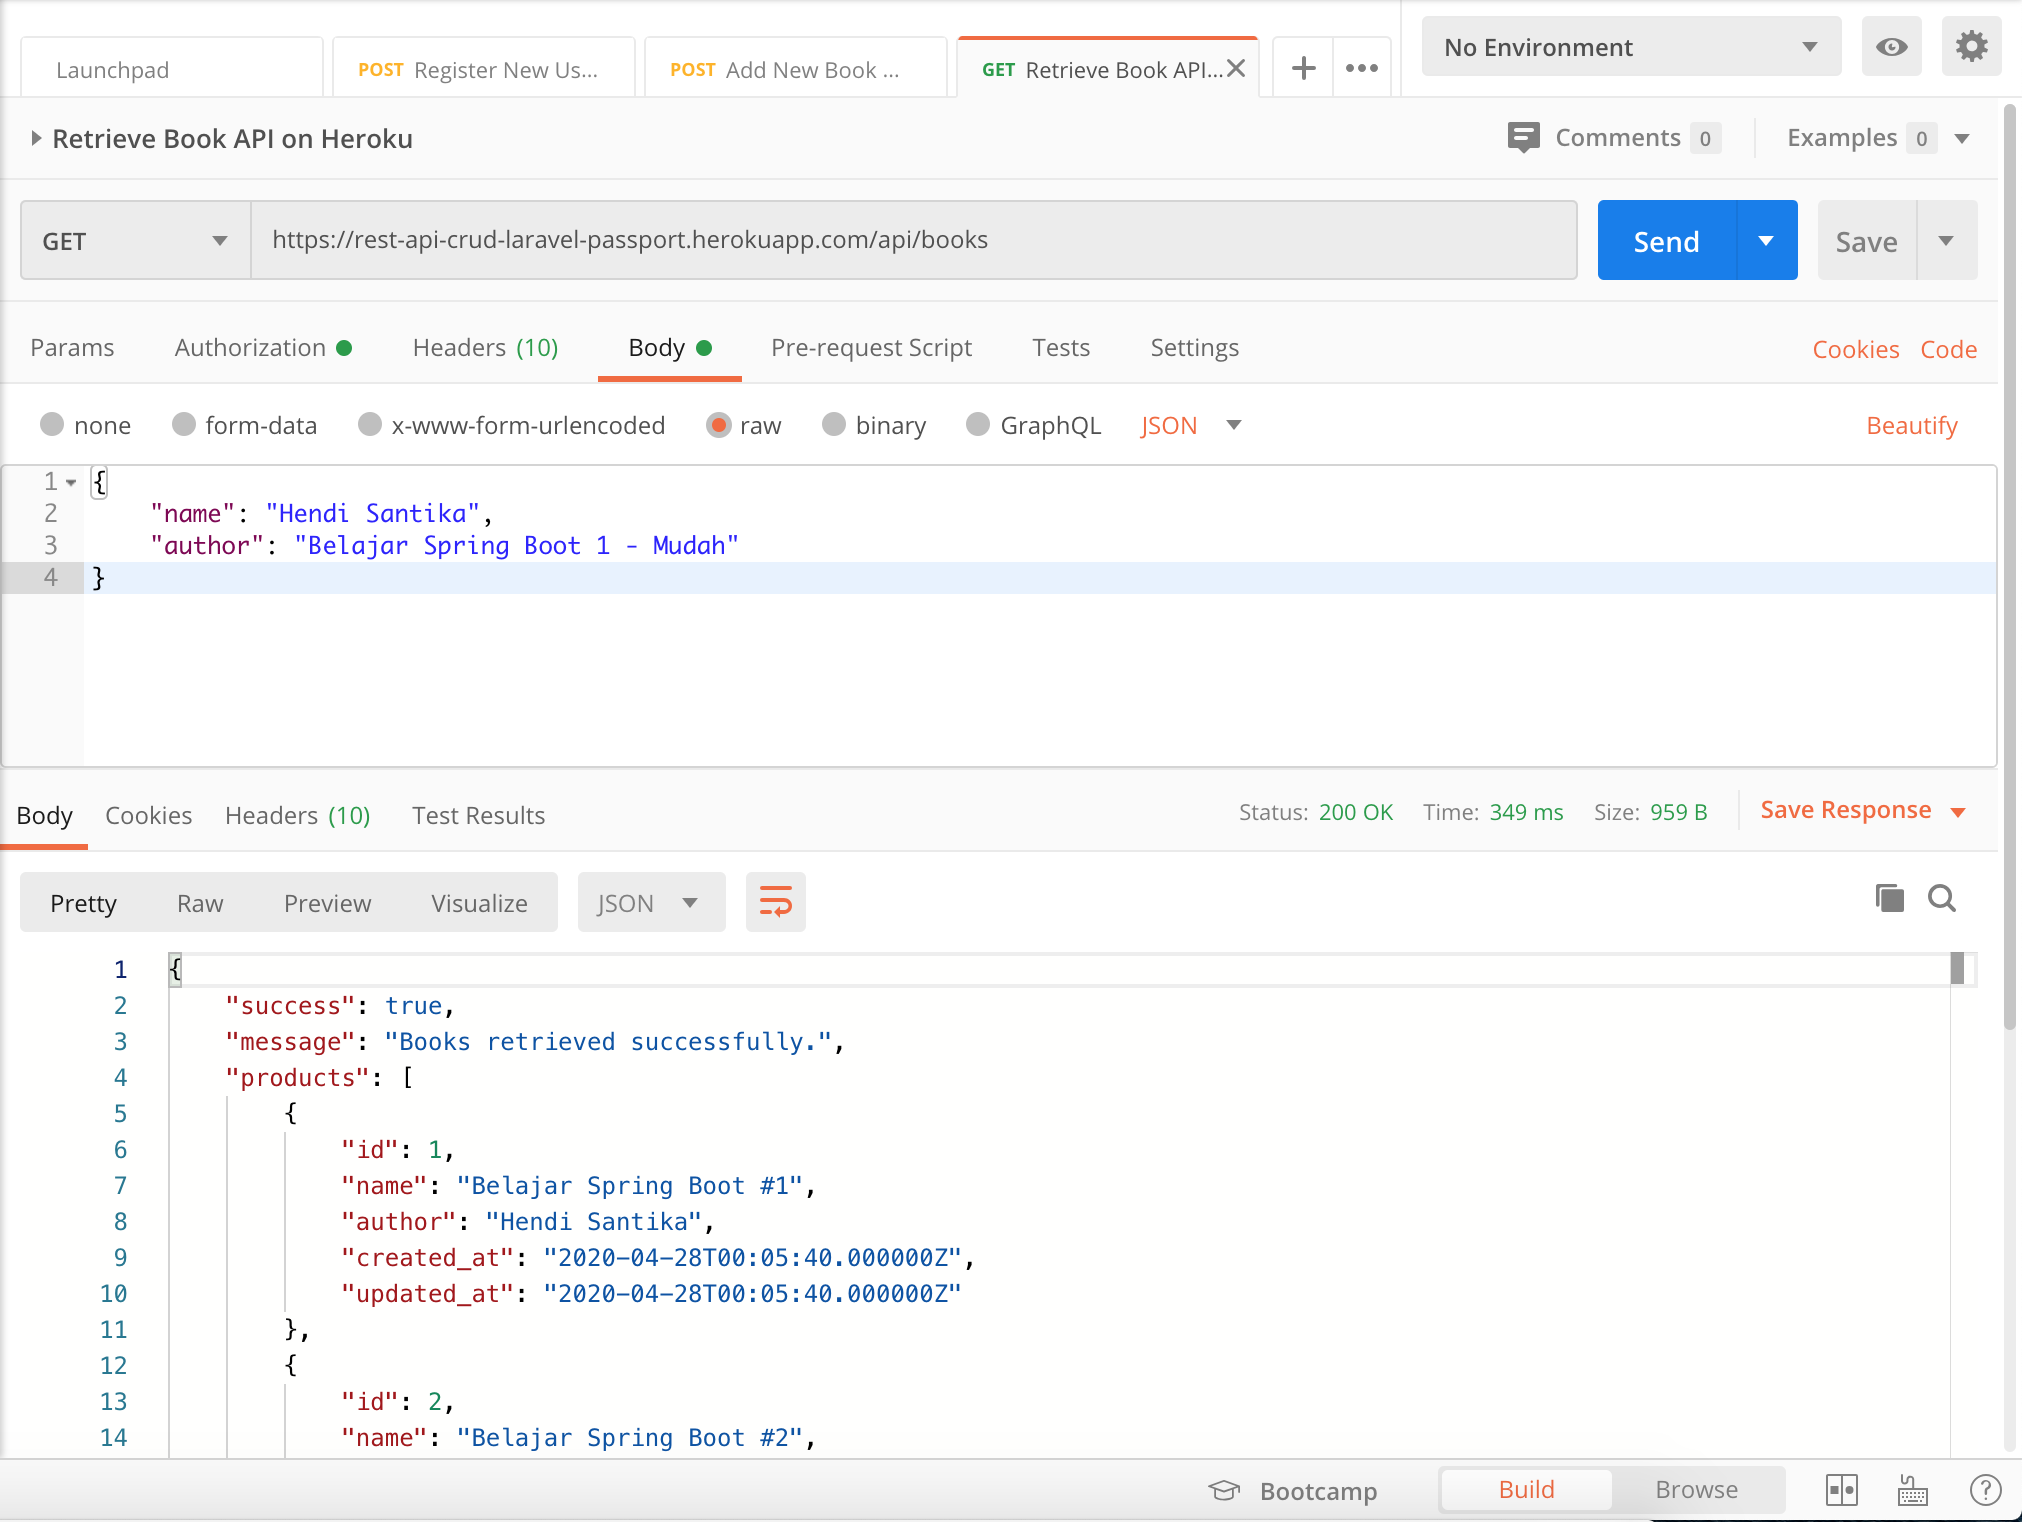 Launchpad
POST Register New Us...
POST Add New Book ...
GET Retrieve Book API...
No Environment
Retrieve Book API on Heroku
Comments 0
Examples 0
GET
https://rest-api-crud-laravel-passport.herokuapp.com/api/books
Send
Save
Params Authorization Headers (10) Body Pre-request Script Tests Settings
Cookies Code
none form-data x-www-form-urlencoded raw binary GraphQL JSON
Beautify
1 {
2 "name": "Hendi Santika",
3 "author": "Belajar Spring Boot 1 - Mudah"
4 }
Body Cookies Headers (10) Test Results
Status: 200 OK Time: 349 ms Size: 959 B
Save Response
Pretty Raw Preview Visualize JSON
1 {
2 "success": true,
3 "message": "Books retrieved successfully.",
4 "products": [
5 {
6 "id": 1,
7 "name": "Belajar Spring Boot #1",
8 "author": "Hendi Santika",
9 "created_at": "2020-04-28T00:05:40.000000Z",
10 "updated_at": "2020-04-28T00:05:40.000000Z"
11 },
12 {
13 "id": 2,
14 "name": "Belajar Spring Boot #2",
Bootcamp
Build Browse
?